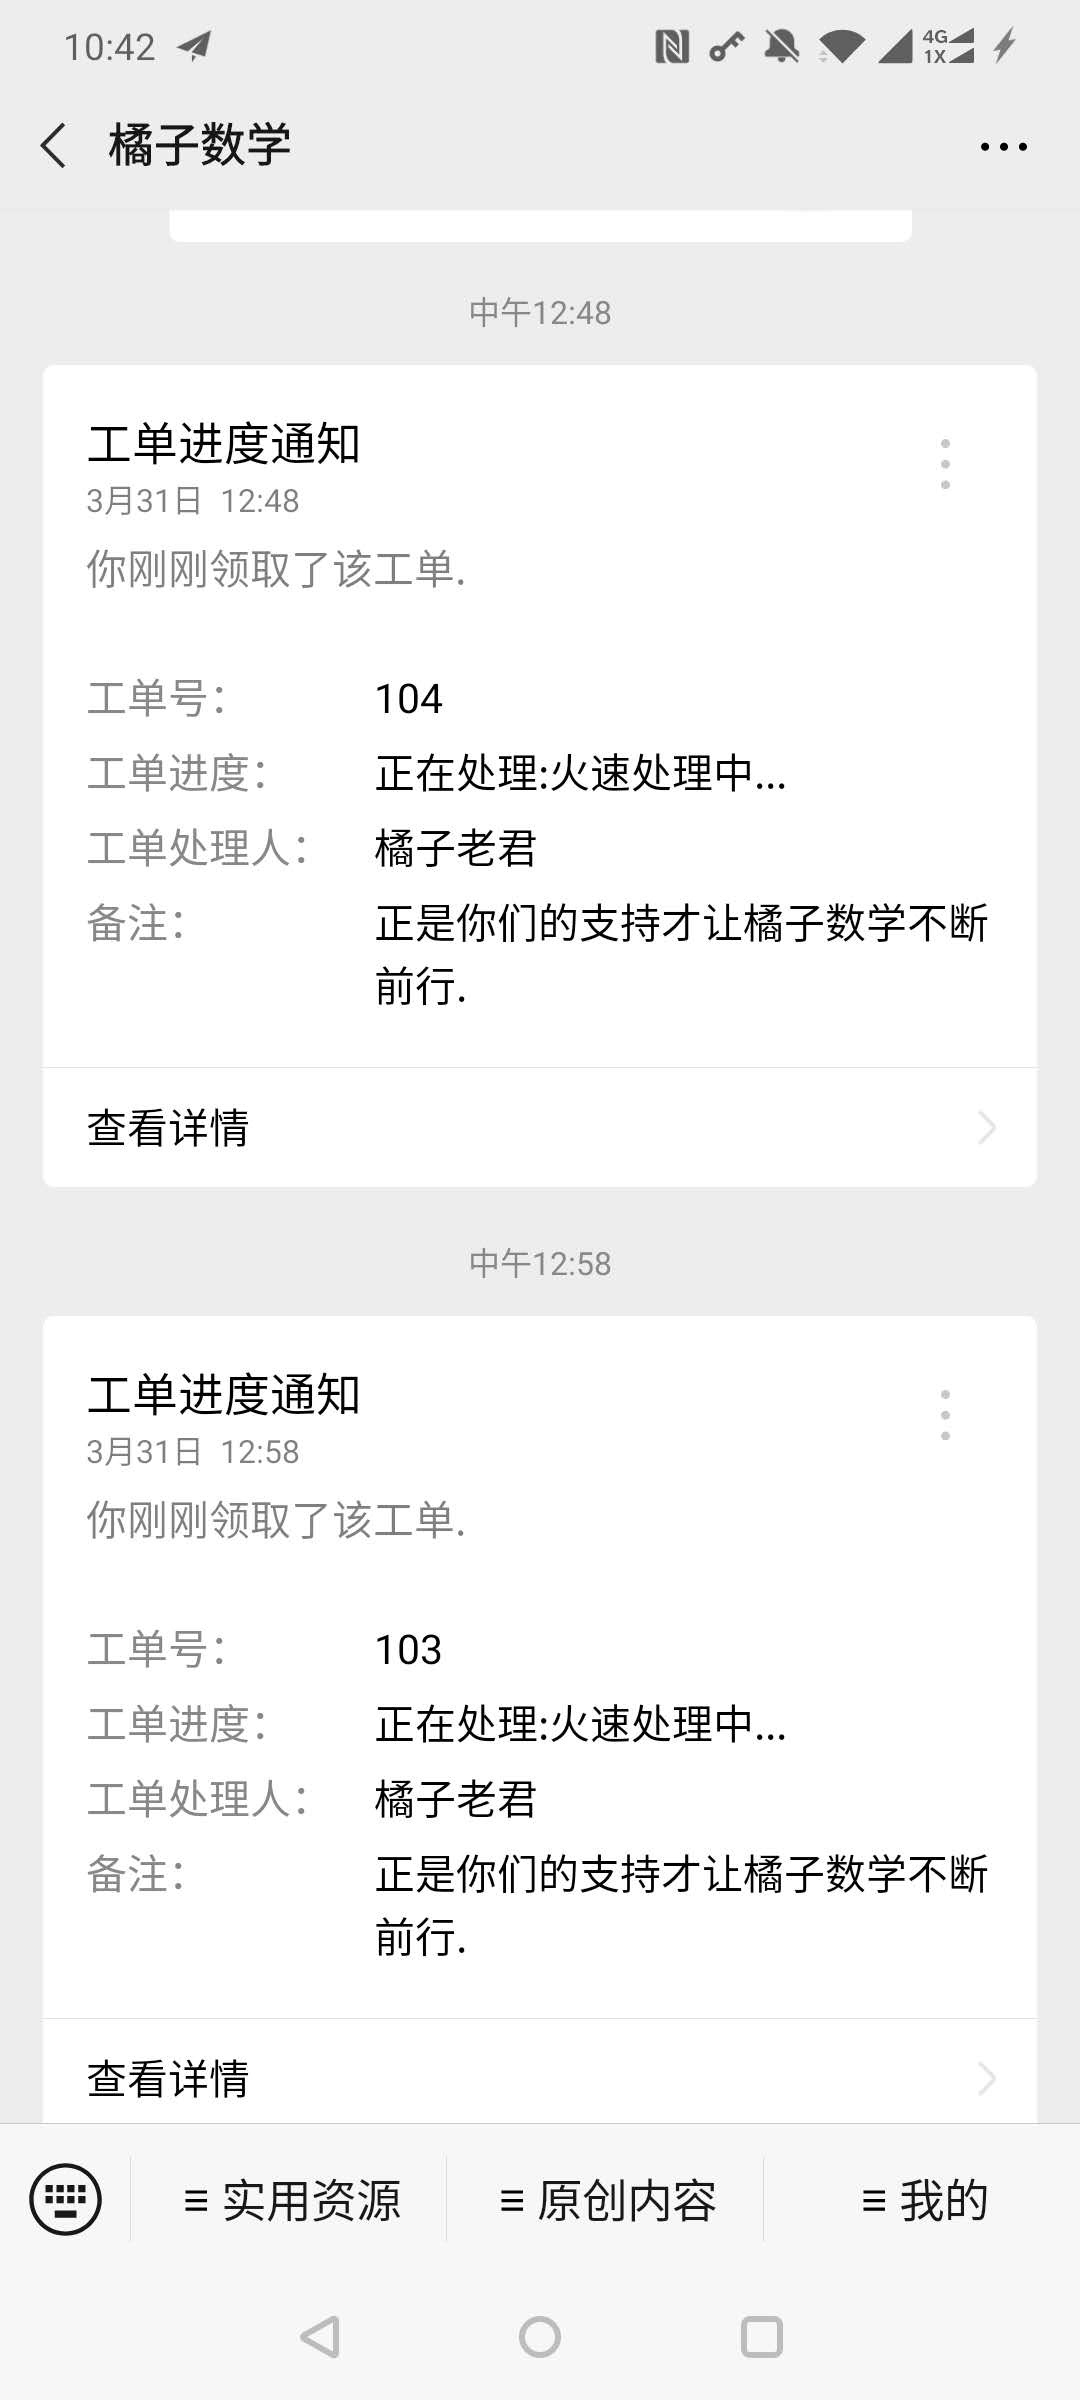 10:42
4G
1X
橘子数学
中午12:48
工单进度通知
3月31日 12:48
你刚刚领取了该工单.
工单号： 104
工单进度： 正在处理:火速处理中...
工单处理人： 橘子老君
备注： 正是你们的支持才让橘子数学不断
前行.
查看详情
中午12:58
工单进度通知
3月31日 12:58
你刚刚领取了该工单.
工单号： 103
工单进度： 正在处理:火速处理中...
工单处理人： 橘子老君
备注： 正是你们的支持才让橘子数学不断
前行.
查看详情
实用资源 原创内容 我的